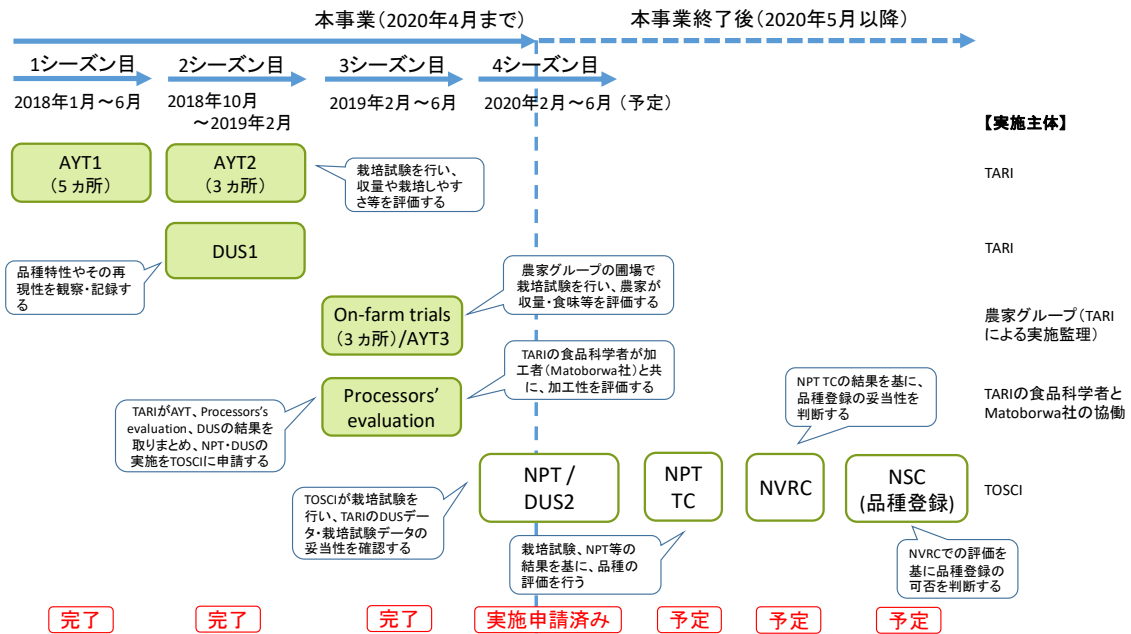 本事業（2020年4月まで）
本事業終了後（2020年5月以降）
1シーズン目
2シーズン目
3シーズン目
4シーズン目
2018年1月～6月
2018年10月
～2019年2月
2019年2月～6月
2020年2月～6月（予定）
【実施主体】
AYT1
（5 ヵ所）
AYT2
（3 ヵ所）
栽培試験を行い、
収量や栽培しやす
さ等を評価する
TARI
DUS1
TARI
品種特性やその再
現性を観察・記録す
る
On-farm trials
（3 ヵ所）/AYT3
農家グループの圃場で
栽培試験を行い、農家が
収量・食味等を評価する
農家グループ（TARI
による実施監理）
Processors’
evaluation
TARIの食品科学者が加
工者（Matoborwa社）と共
に、加工性を評価する
NPT TCの結果を基に、
品種登録の妥当性を
判断する
TARIの食品科学者と
Matoborwa社の協働
TARIがAYT、Processors’s
evaluation、DUSの結果を
取りまとめ、NPT・DUSの
実施をTOSCIに申請する
NPT /
DUS2
NPT
TC
NVRC
NSC
(品種登録)
TOSCI
TOSCIが栽培試験を
行い、TARIのDUSデー
タ・栽培試験データの
妥当性を確認する
栽培試験、NPT等の
結果を基に、品種の
評価を行う
NVRCでの評価を
基に品種登録の
可否を判断する
完了
完了
完了
実施申請済み
予定
予定
予定